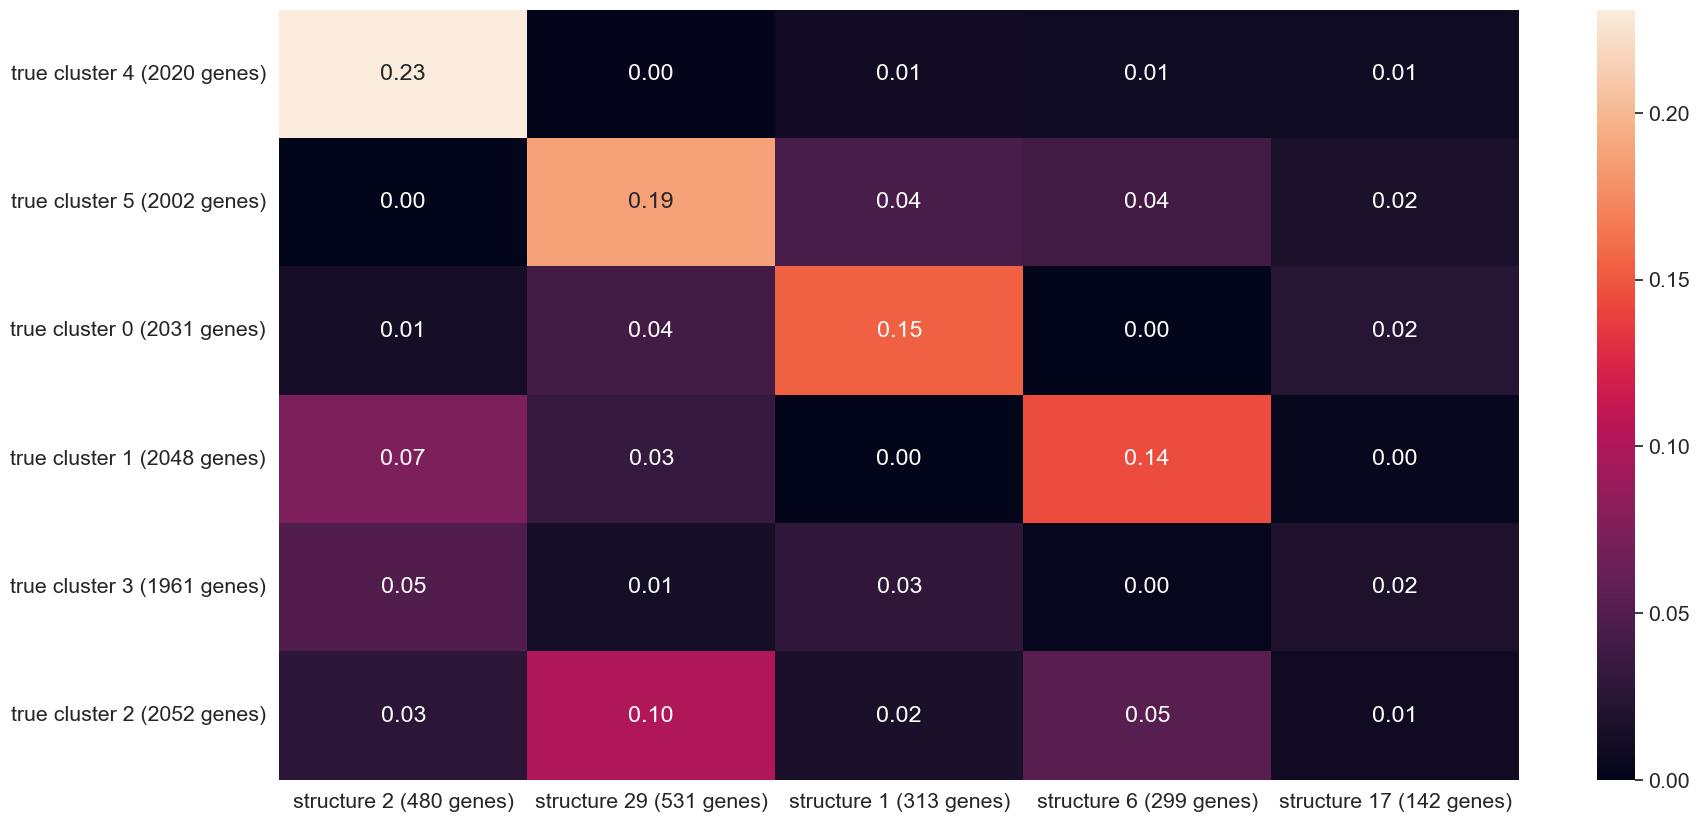 true cluster 4 (2020 genes) 0.23 0.00 0.01 0.01 0.01
0.20
true cluster 5 (2002 genes) 0.00 0.19 0.04 0.04 0.02
0.15
true cluster 0 (2031 genes) 0.01 0.04 0.15 0.00 0.02
0.10
true cluster 1 (2048 genes) 0.07 0.03 0.00 0.14 0.00
true cluster 3 (1961 genes) 0.05 0.01 0.03 0.00 0.02
0.05
true cluster 2 (2052 genes) 0.03 0.10 0.02 0.05 0.01
0.00
structure 2 (480 genes) structure 29 (531 genes) structure 1 (313 genes) structure 6 (299 genes) structure 17 (142 genes)